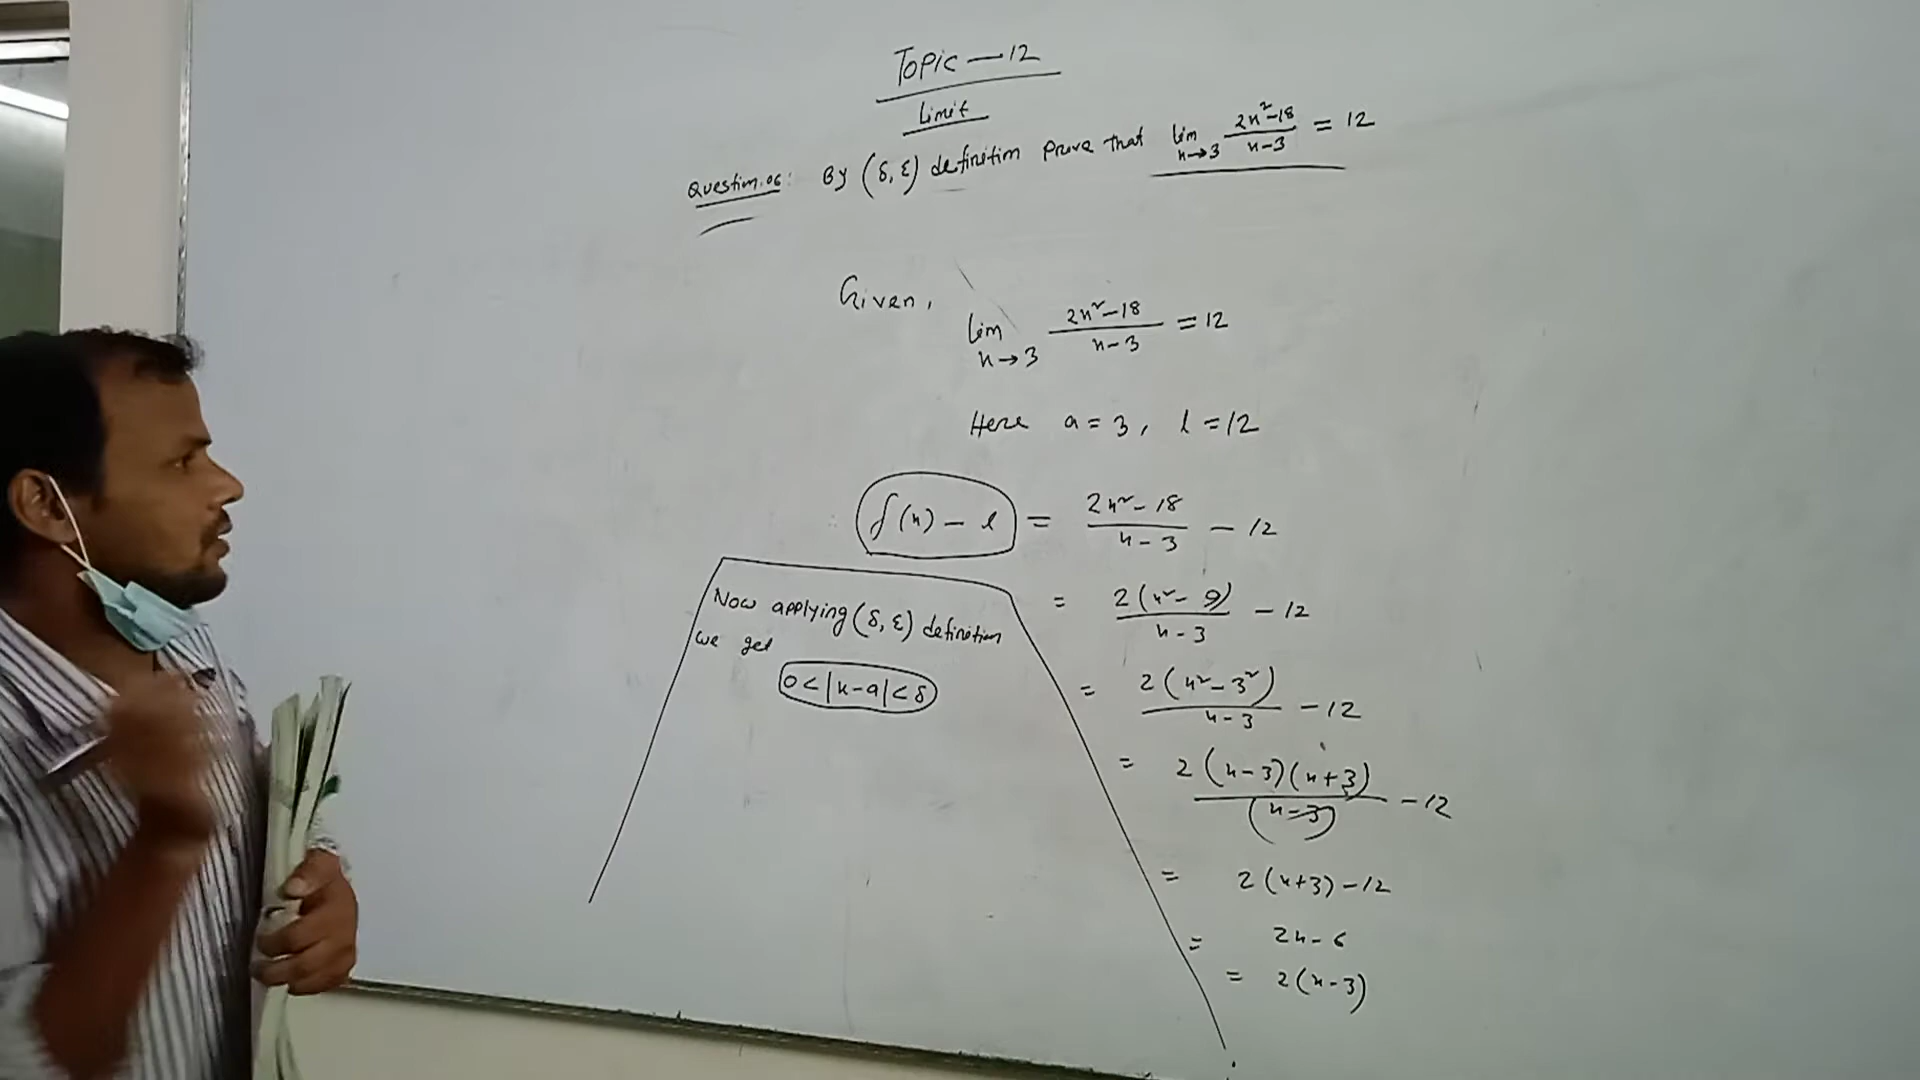 Topic — 12
Limit
Question.06: By (δ, ε) definition prove that lim x→3 2x²-18 / x-3 = 12
Given,
lim x→3 2x²-18 / x-3 = 12
Here a = 3, l = 12
f(x) - l = 2x²-18 / x-3 - 12
= 2(x²-9) / x-3 - 12
= 2(x²-3²) / x-3 - 12
= 2(x-3)(x+3) / (x-3) - 12
= 2(x+3)-12
= 2x-6
= 2(x-3)
Now applying (δ, ε) definition
we get
0<|x-a|<δ